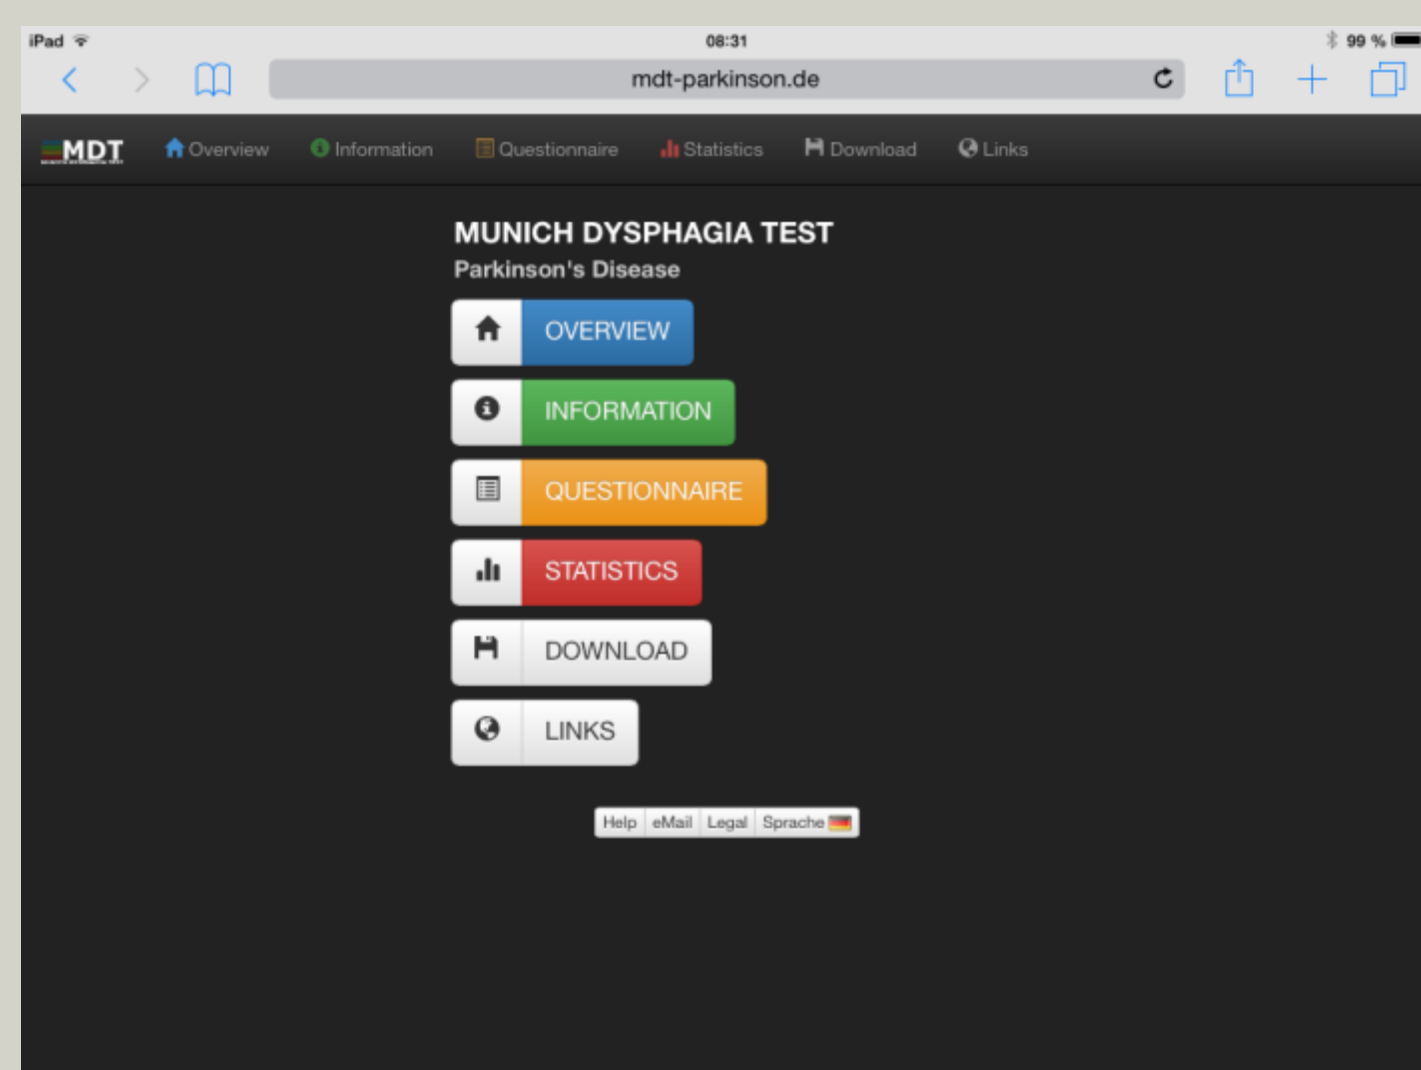 iPad 08:31 99 %
mdt-parkinson.de
MDT Overview Information Questionnaire Statistics Download Links
MUNICH DYSPHAGIA TEST
Parkinson's Disease
OVERVIEW
INFORMATION
QUESTIONNAIRE
STATISTICS
DOWNLOAD
LINKS
Help eMail Legal Sprache